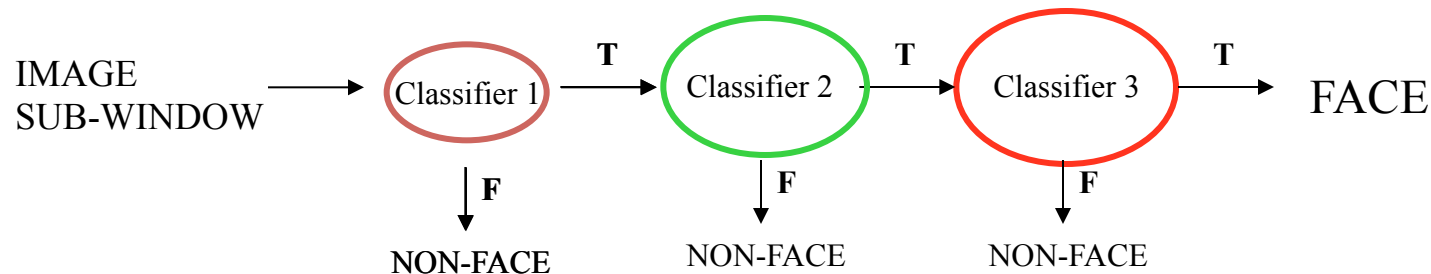 IMAGE
SUB-WINDOW
Classifier 1
T
Classifier 2
T
Classifier 3
T
FACE
F
NON-FACE
F
NON-FACE
F
NON-FACE